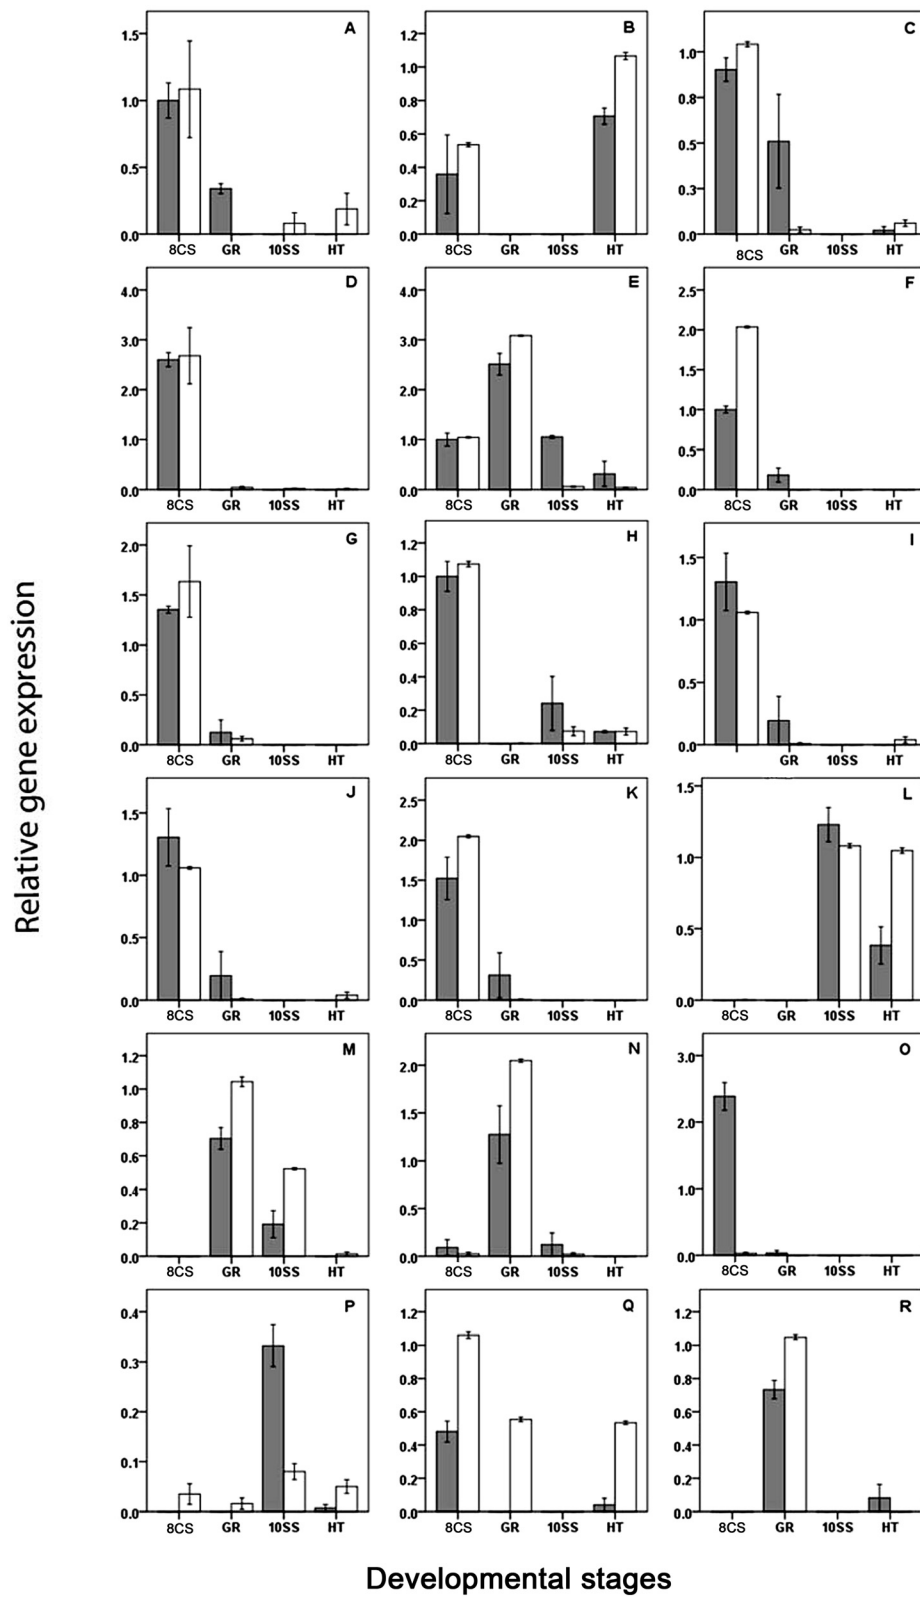 A
1.5
1.0
0.5
0.0
8CS GR 10SS HT
B
1.2
1.0
0.8
0.6
0.4
0.2
0.0
8CS GR 10SS HT
C
1.0
0.8
0.5
0.3
0.0
8CS GR 10SS HT
D
4.0
3.0
2.0
1.0
0.0
8CS GR 10SS HT
E
4.0
3.0
2.0
1.0
0.0
8CS GR 10SS HT
F
2.5
2.0
1.5
1.0
0.5
0.0
8CS GR 10SS HT
G
2.0
1.5
1.0
0.5
0.0
8CS GR 10SS HT
H
1.2
1.0
0.8
0.6
0.4
0.2
0.0
8CS GR 10SS HT
I
1.5
1.0
0.5
0.0
GR 10SS HT
J
1.5
1.0
0.5
0.0
8CS GR 10SS HT
K
2.5
2.0
1.5
1.0
0.5
0.0
8CS GR 10SS HT
L
1.5
1.0
0.5
0.0
8CS GR 10SS HT
M
1.2
1.0
0.8
0.6
0.4
0.2
0.0
8CS GR 10SS HT
N
2.0
1.5
1.0
0.5
0.0
8CS GR 10SS HT
O
3.0
2.0
1.0
0.0
8CS GR 10SS HT
P
0.4
0.3
0.2
0.1
0.0
8CS GR 10SS HT
Q
1.2
1.0
0.8
0.6
0.4
0.2
0.0
8CS GR 10SS HT
R
1.2
1.0
0.8
0.6
0.4
0.2
0.0
8CS GR 10SS HT
Relative gene expression
Developmental stages